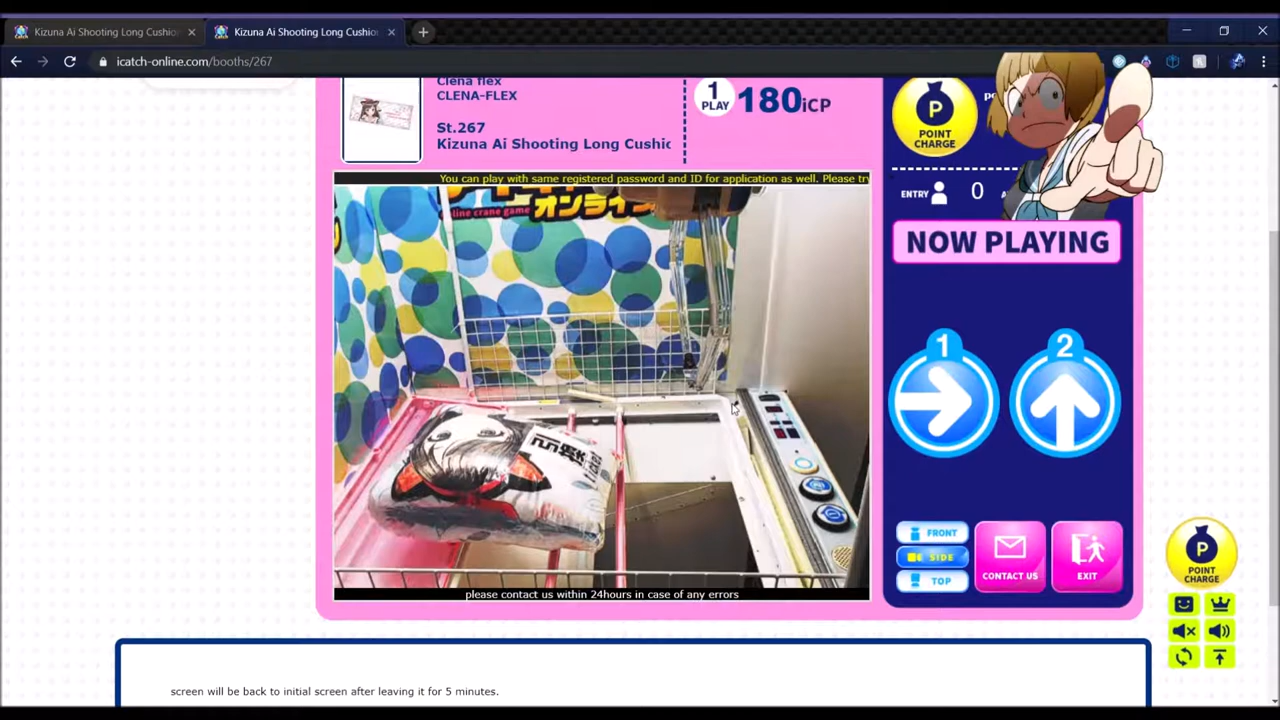 Kizuna Ai Shooting Long Cushio
Kizuna Ai Shooting Long Cushio
icatch-online.com/booths/267
Clena flex
CLENA-FLEX
St.267
Kizuna Ai Shooting Long Cushic
1
PLAY
180iCP
You can play with same registered password and ID for application as well. Please try
online crane game
オンライン
P
POINT
CHARGE
ENTRY
0
NOW PLAYING
1
2
FRONT
SIDE
TOP
CONTACT US
EXIT
please contact us within 24hours in case of any errors
P
POINT
CHARGE
screen will be back to initial screen after leaving it for 5 minutes.